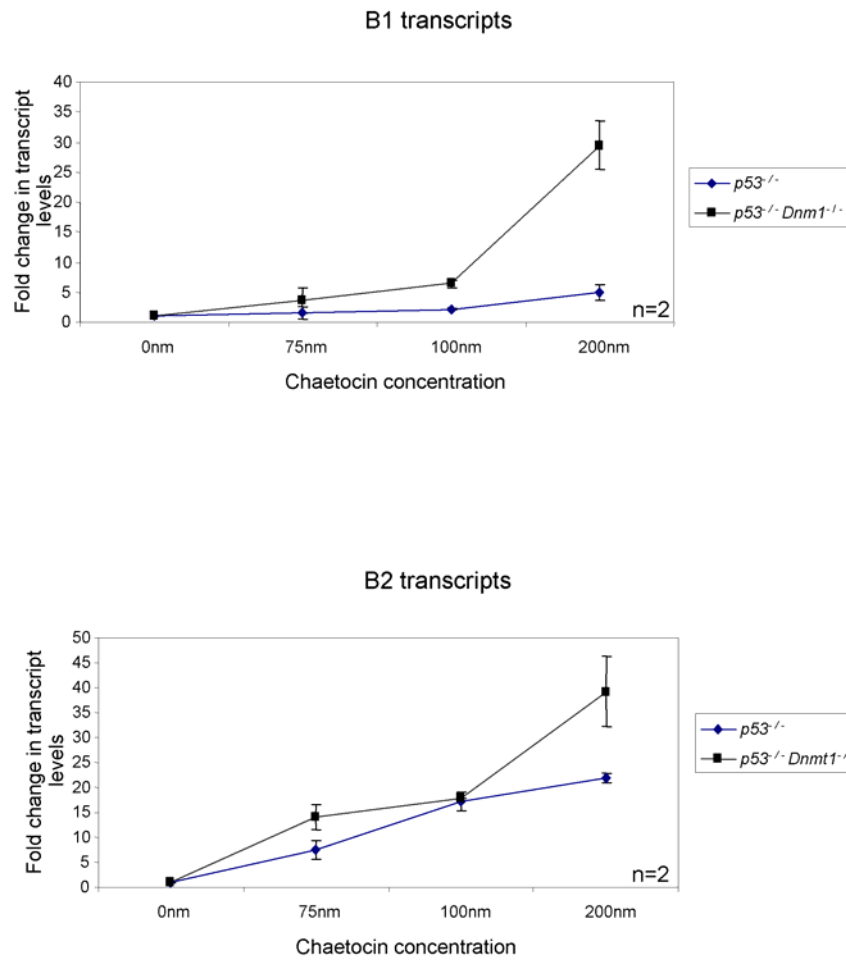 B1 transcripts
Fold change in transcript
levels
40
35
30
25
20
15
10
5
0
0nm 75nm 100nm 200nm
n=2
Chaetocin concentration
p53-/-
p53-/- Dnm1-/-
B2 transcripts
Fold change in transcript
levels
50
45
40
35
30
25
20
15
10
5
0
0nm 75nm 100nm 200nm
n=2
Chaetocin concentration
p53-/-
p53-/- Dnmt1-/